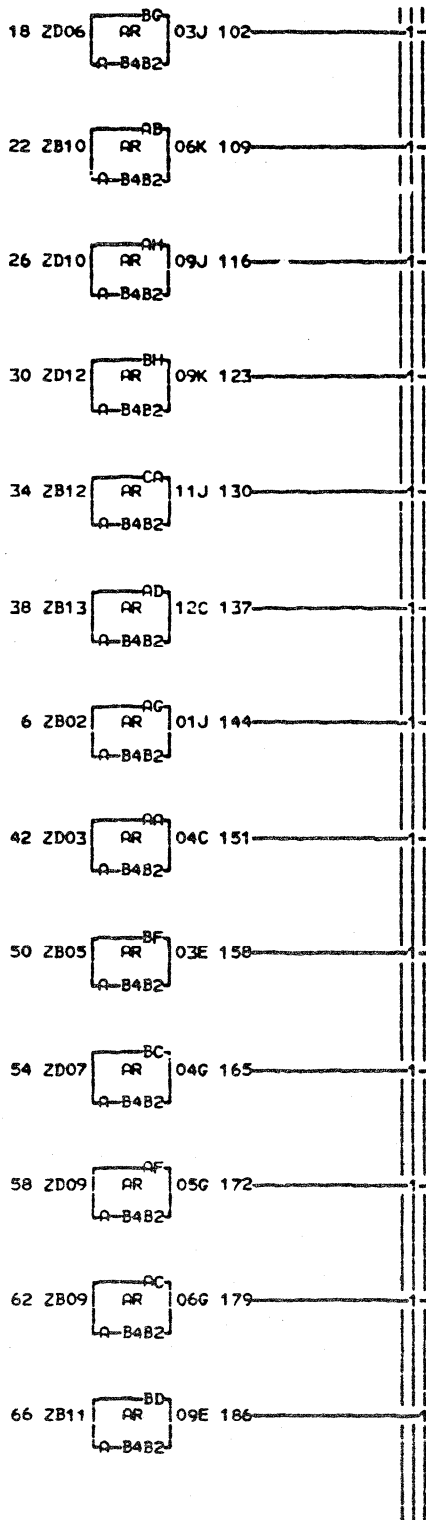 BG
18 ZD06 AR 03J 102 1
A B4B2
AB
22 ZB10 AR 06K 109 1
A B4B2
AH
26 ZD10 AR 09J 116 1
A B4B2
BH
30 ZD12 AR 09K 123 1
A B4B2
CA
34 ZB12 AR 11J 130 1
A B4B2
AD
38 ZB13 AR 12C 137 1
A B4B2
AG
6 ZB02 AR 01J 144 1
A B4B2
AA
42 ZD03 AR 04C 151 1
A B4B2
BF
50 ZB05 AR 03E 158 1
A B4B2
BC
54 ZD07 AR 04G 165 1
A B4B2
AF
58 ZD09 AR 05G 172 1
A B4B2
AC
62 ZB09 AR 06G 179 1
A B4B2
BD
66 ZB11 AR 09E 186 1
A B4B2